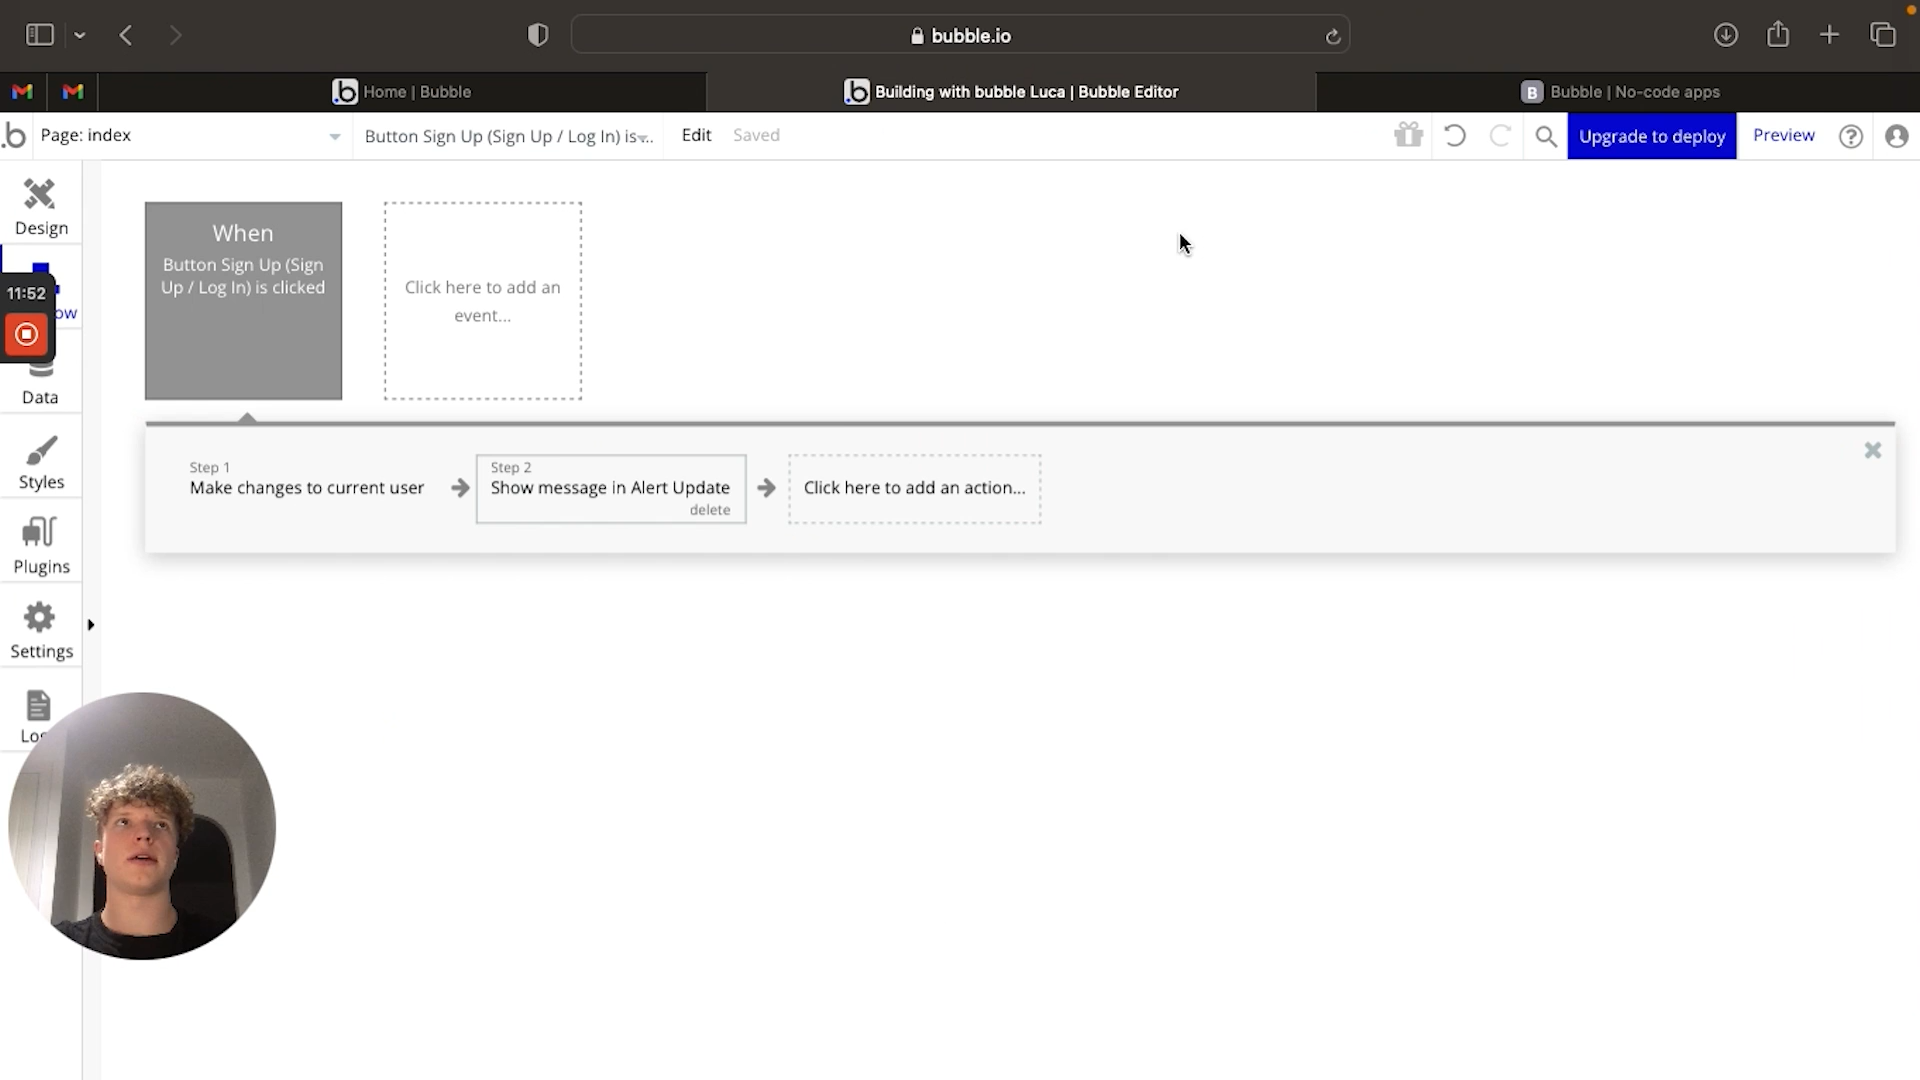 bubble.io
Home | Bubble
Building with bubble Luca | Bubble Editor
B
Bubble | No-code apps
.b
Page: index
Button Sign Up (Sign Up / Log In) is...
Edit
Saved
Upgrade to deploy
Preview
?
Design
When
Button Sign Up (Sign
Up / Log In) is clicked
Click here to add an
event...
11:52
ow
Data
Step 1
Make changes to current user
Step 2
Show message in Alert Update
delete
Click here to add an action...
Styles
Plugins
Settings
Log